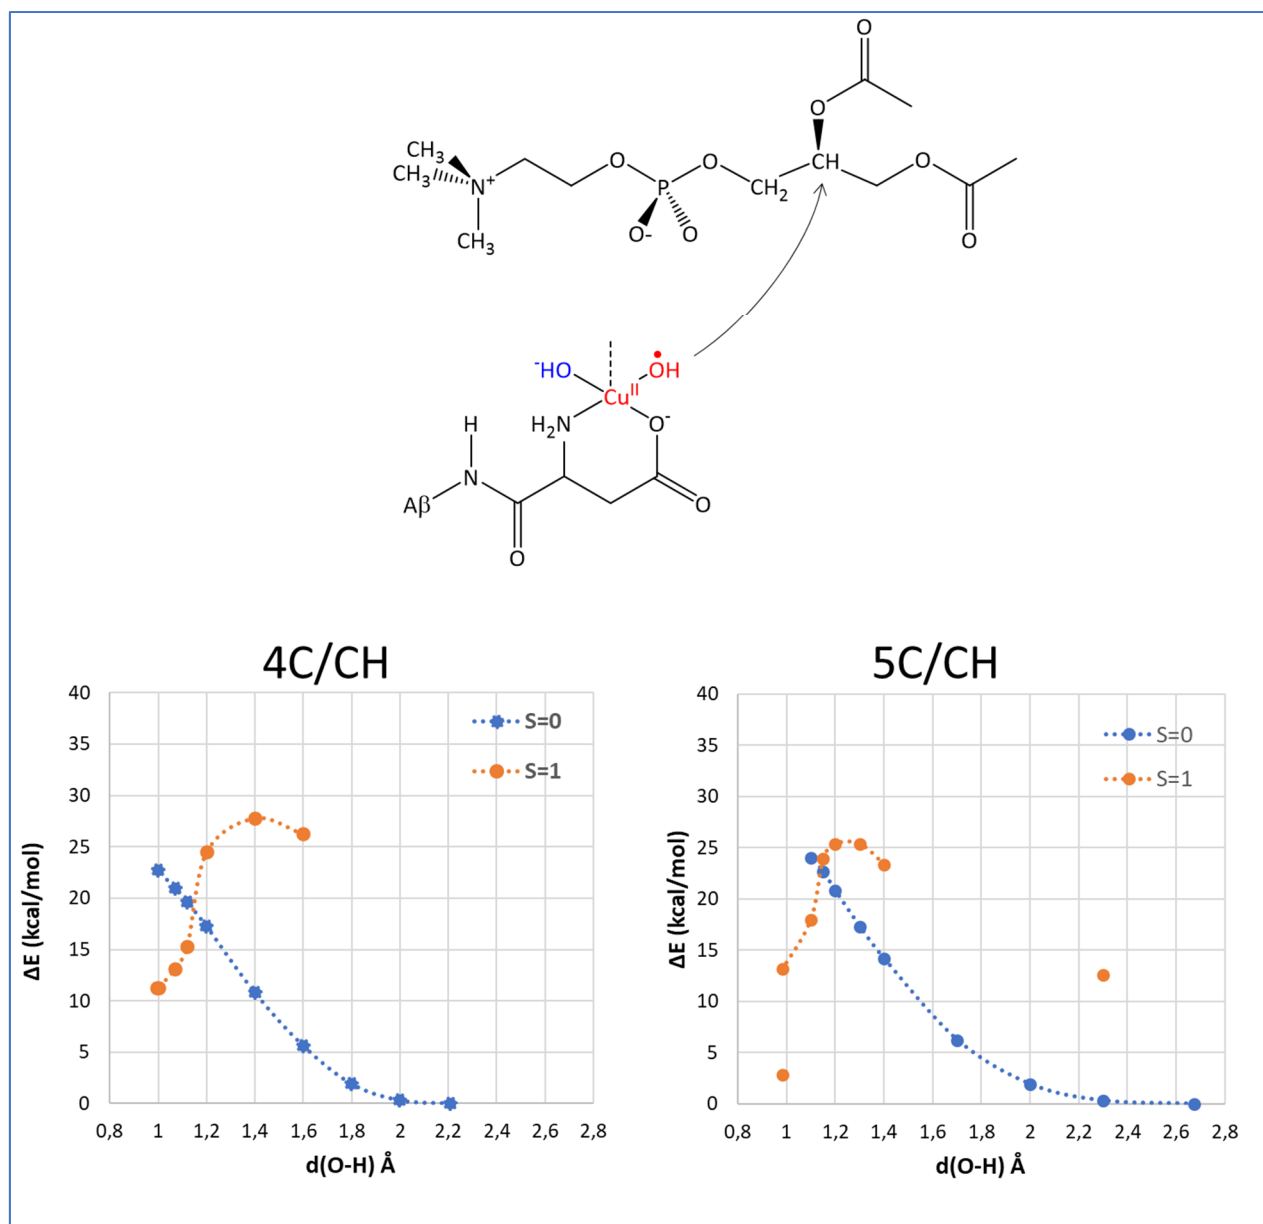 O
O
CH3
CH3
N+
O
P
O
CH
O
CH2
CH3
O-
O
O
-HO
•
OH
CuII
H
H2N
O-
N
Aβ
O
O
4C/CH
5C/CH
40
35
30
25
20
15
10
5
0
ΔE (kcal/mol)
S=0
S=1
0,8 1 1,2 1,4 1,6 1,8 2 2,2 2,4 2,6 2,8
d(O-H) Å
40
35
30
25
20
15
10
5
0
ΔE (kcal/mol)
S=0
S=1
0,8 1 1,2 1,4 1,6 1,8 2 2,2 2,4 2,6 2,8
d(O-H) Å